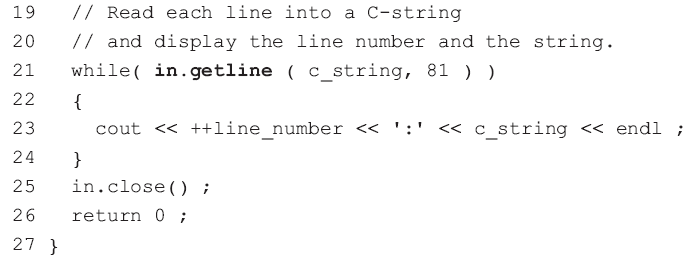 19 // Read each line into a C-string
20 // and display the line number and the string.
21 while( in.getline ( c_string, 81 ) )
22 {
23 cout << ++line_number << ':' << c_string << endl ;
24 }
25 in.close() ;
26 return 0 ;
27 }